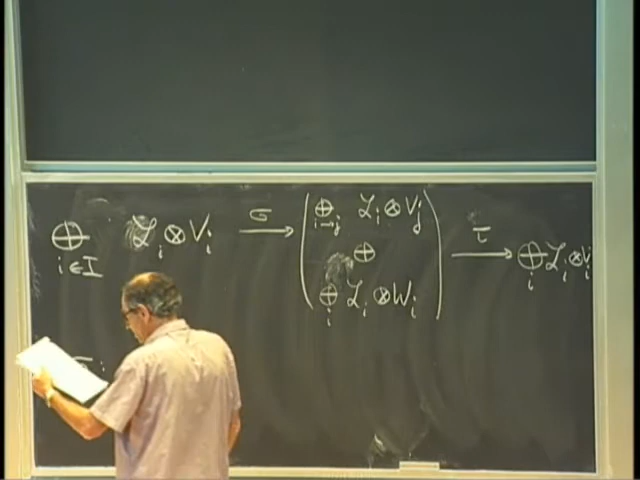 ⊕_{i∈I} ℒ_i ⊗ V_i —σ→ ( ⊕_{i→j} ℒ_i ⊗ V_j ⊕ ⊕_i ℒ_i ⊗ W_i ) —τ→ ⊕_i ℒ_i ⊗ V_i